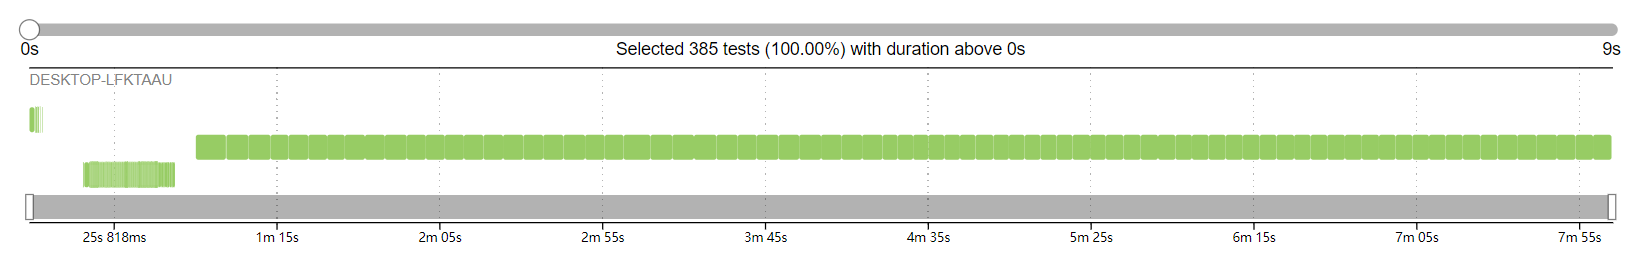 0s
Selected 385 tests (100.00%) with duration above 0s
9s
DESKTOP-LFKTAAU
25s 818ms
1m 15s
2m 05s
2m 55s
3m 45s
4m 35s
5m 25s
6m 15s
7m 05s
7m 55s